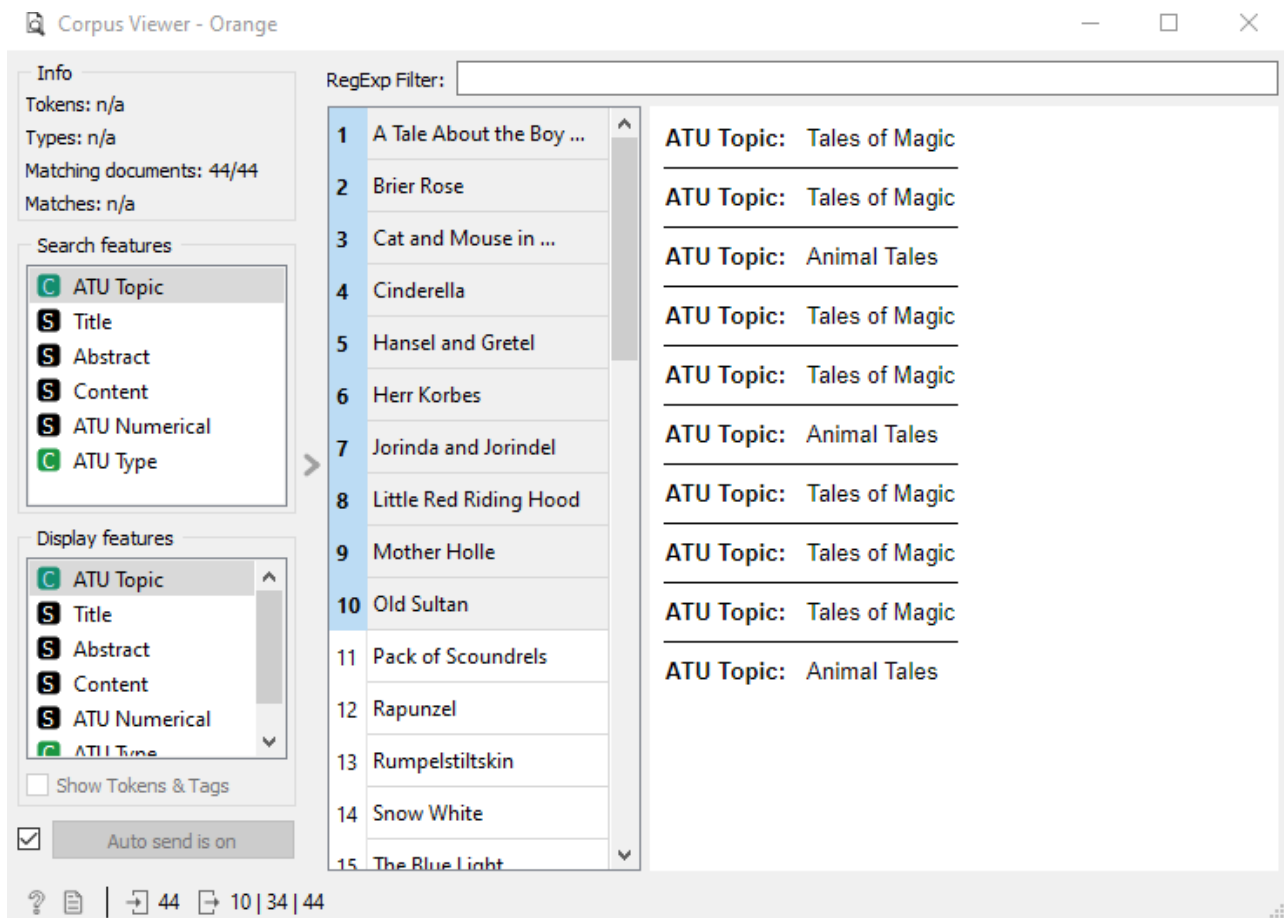 Corpus Viewer - Orange
Info
Tokens: n/a
Types: n/a
Matching documents: 44/44
Matches: n/a
Search features
C ATU Topic
S Title
S Abstract
S Content
S ATU Numerical
C ATU Type
Display features
C ATU Topic
S Title
S Abstract
S Content
S ATU Numerical
C ATU Type
Show Tokens & Tags
Auto send is on
RegExp Filter:
1 A Tale About the Boy ...
2 Brier Rose
3 Cat and Mouse in ...
4 Cinderella
5 Hansel and Gretel
6 Herr Korbes
7 Jorinda and Jorindel
8 Little Red Riding Hood
9 Mother Holle
10 Old Sultan
11 Pack of Scoundrels
12 Rapunzel
13 Rumpelstiltskin
14 Snow White
15 The Blue Light
ATU Topic: Tales of Magic
ATU Topic: Tales of Magic
ATU Topic: Animal Tales
ATU Topic: Tales of Magic
ATU Topic: Tales of Magic
ATU Topic: Animal Tales
ATU Topic: Tales of Magic
ATU Topic: Tales of Magic
ATU Topic: Tales of Magic
ATU Topic: Animal Tales
? 44 10 | 34 | 44